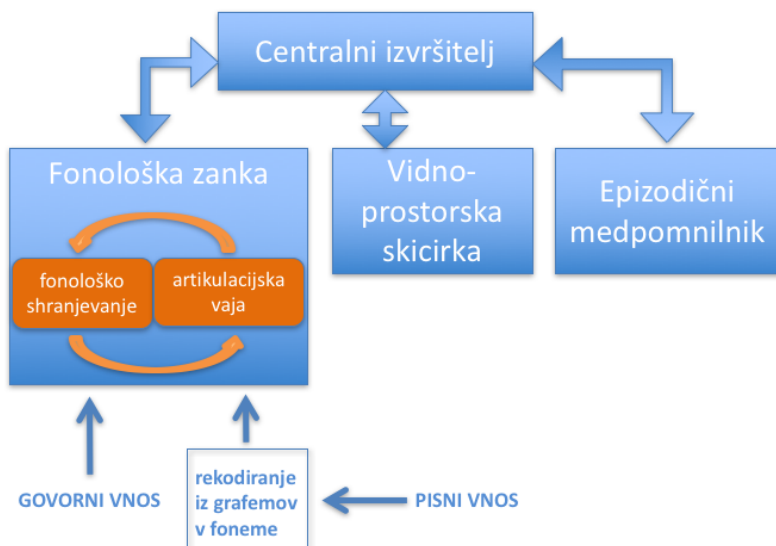 Centralni izvršitelj
Fonološka zanka
fonološko
shranjevanje
artikulacijska
vaja
Vidno-
prostorska
skicirka
Epizodični
medpomnilnik
GOVORNI VNOS
rekodiranje
iz grafemov
v foneme
PISNI VNOS